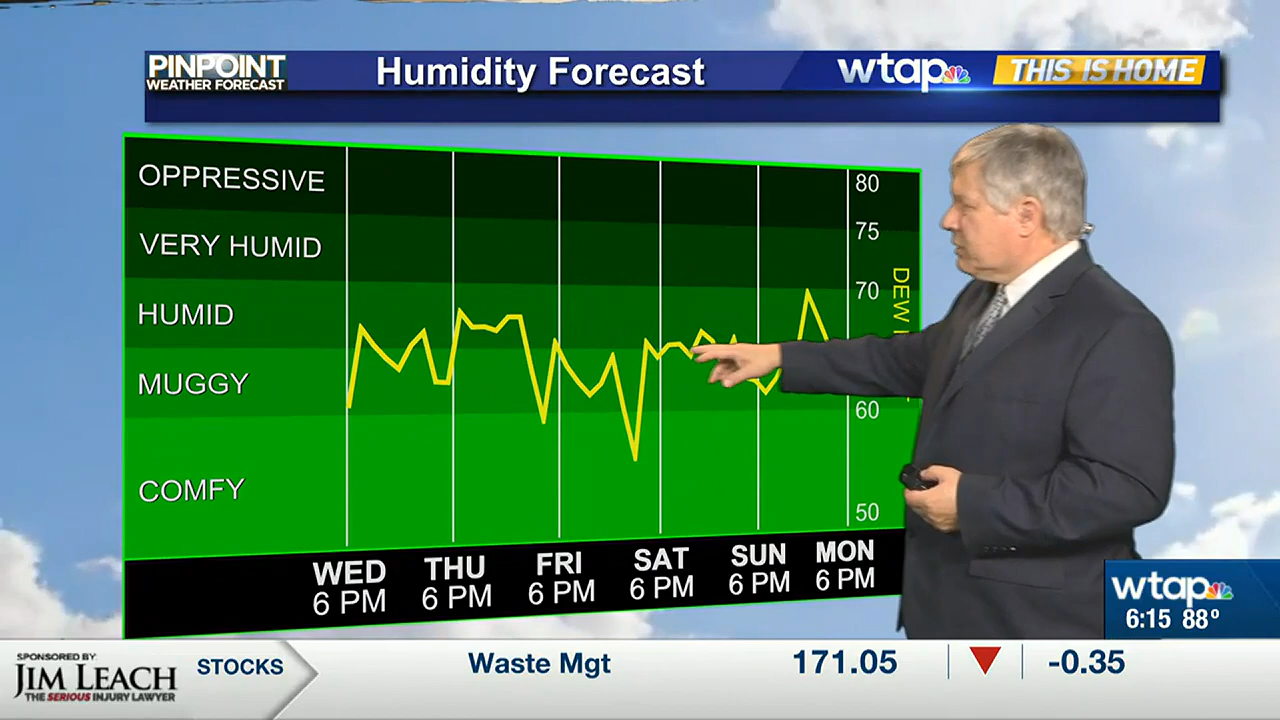 PINPOINT
WEATHER FORECAST
Humidity Forecast
wtap
THIS IS HOME
OPPRESSIVE
VERY HUMID
HUMID
MUGGY
COMFY
80
75
70
60
50
DEW
WED
6 PM
THU
6 PM
FRI
6 PM
SAT
6 PM
SUN
6 PM
MON
6 PM
wtap
6:15 88°
SPONSORED BY
JIM LEACH
THE SERIOUS INJURY LAWYER
STOCKS
Waste Mgt
171.05
-0.35